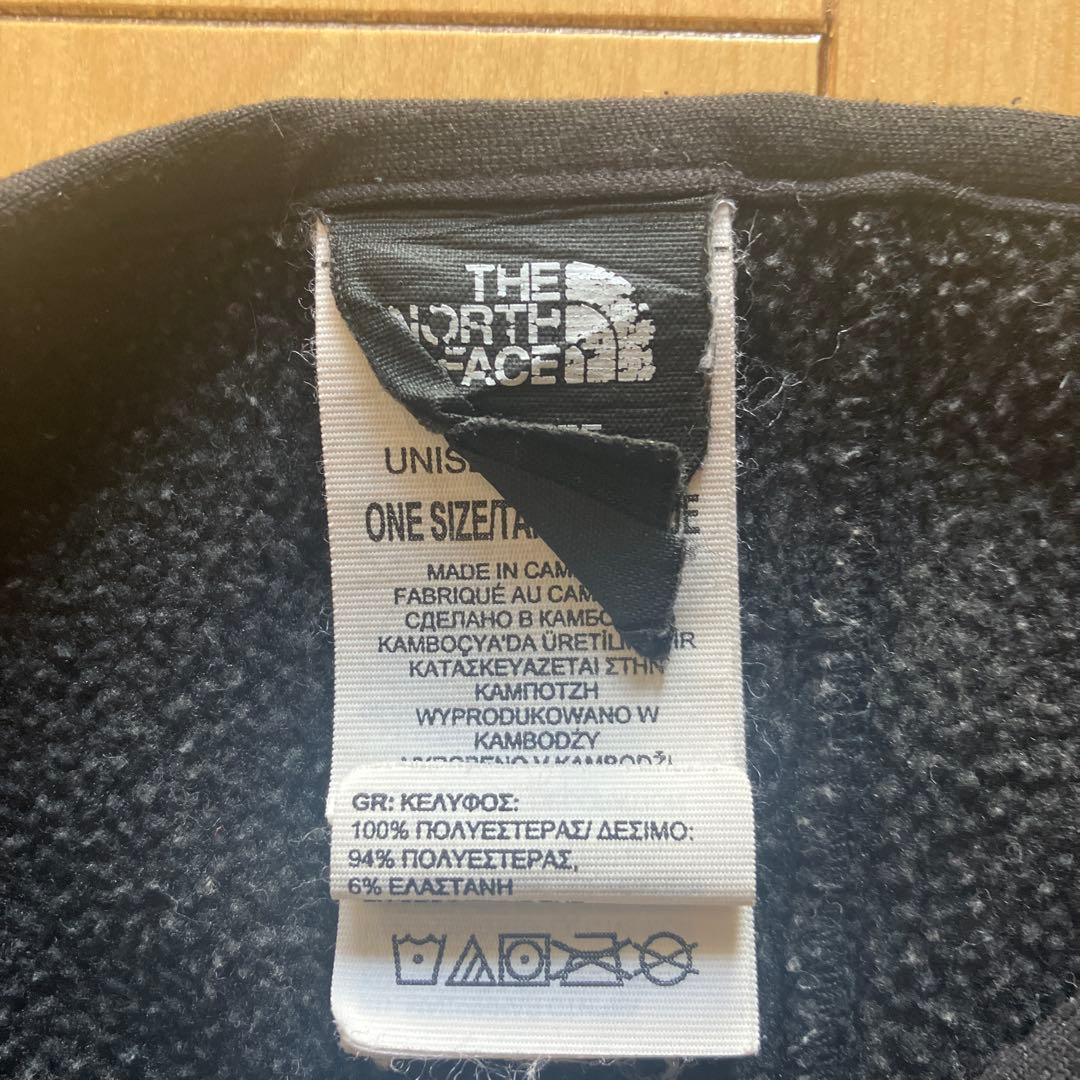 THE
NORTH
FACE
UNIS
ONE SIZE/TA
MADE IN CAM
FABRIQUÉ AU CAM
СДЕЛАНО В КАМБО
KAMBOÇYA'DA ÜRETİL İR
ΚΑΤΑΣΚΕΥΑΖΕΤΑΙ ΣΤΗΝ
ΚΑΜΠΟΤΖΗ
WYPRODUKOWANO W
KAMBODŻY
GR: ΚΕΛΥΦΟΣ:
100% ΠΟΛΥΕΣΤΕΡΑΣ/ ΔΕΣΙΜΟ:
94% ΠΟΛΥΕΣΤΕΡΑΣ,
6% ΕΛΑΣΤΑΝΗ